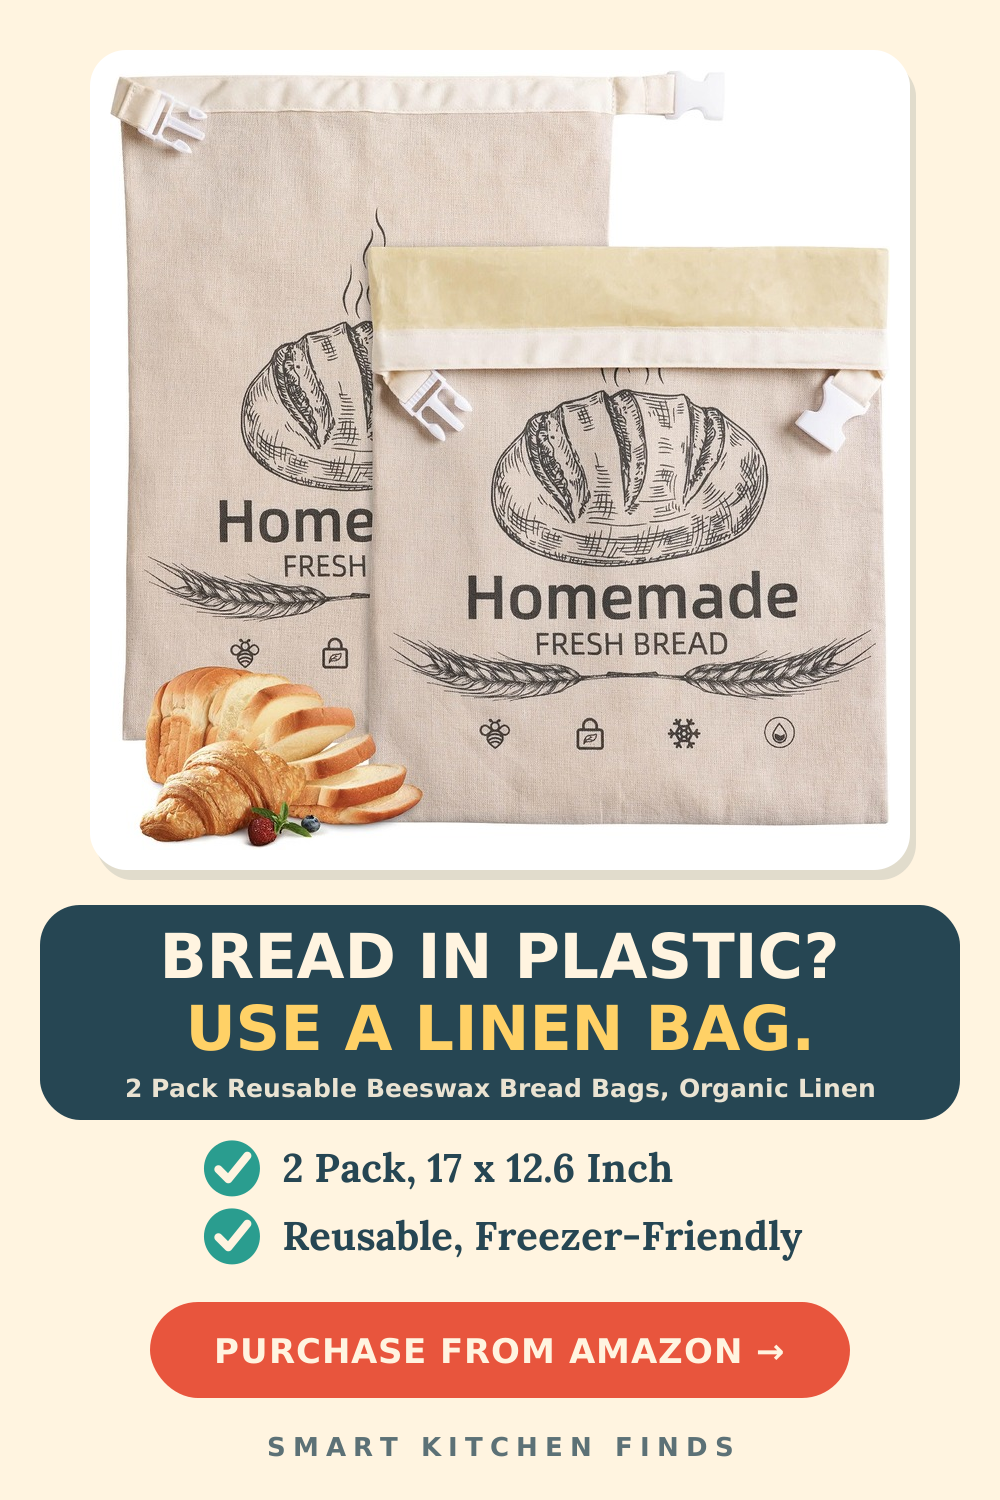 Home
FRESH
Homemade
FRESH BREAD
BREAD IN PLASTIC?
USE A LINEN BAG.
2 Pack Reusable Beeswax Bread Bags, Organic Linen
2 Pack, 17 x 12.6 Inch
Reusable, Freezer-Friendly
PURCHASE FROM AMAZON →
SMART KITCHEN FINDS